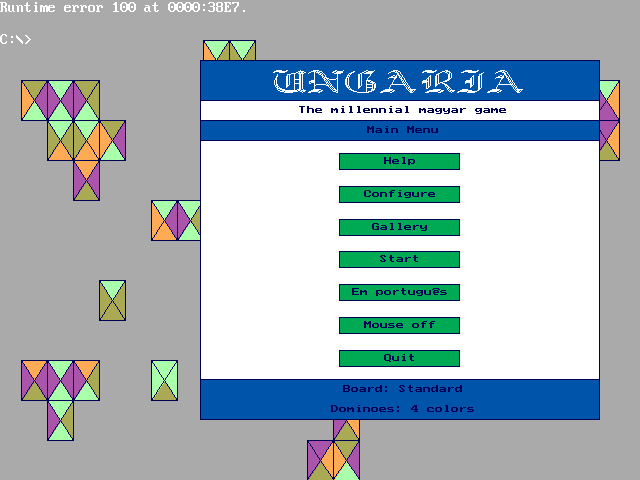 Runtime error 100 at 0000:38E7.
C:\>
UNGARIA
The millennial magyar game
Main Menu
Help
Configure
Gallery
Start
Em português
Mouse off
Quit
Board: Standard
Dominoes: 4 colors